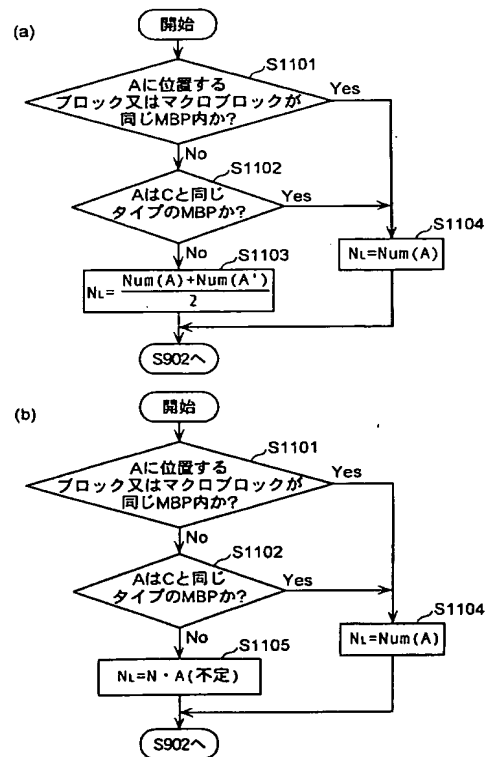 (a)
開始
S1101
Aに位置する
ブロック又はマクロブロックが
同じMBP内か?
Yes
No
S1102
AはCと同じ
タイプのMBPか?
Yes
No
S1104
NL=Num(A)
S1103
NL=Num(A)+Num(A')
2
S902へ
(b)
開始
S1101
Aに位置する
ブロック又はマクロブロックが
同じMBP内か?
Yes
No
S1102
AはCと同じ
タイプのMBPか?
Yes
No
S1104
NL=Num(A)
S1105
NL=N・A(不定)
S902へ